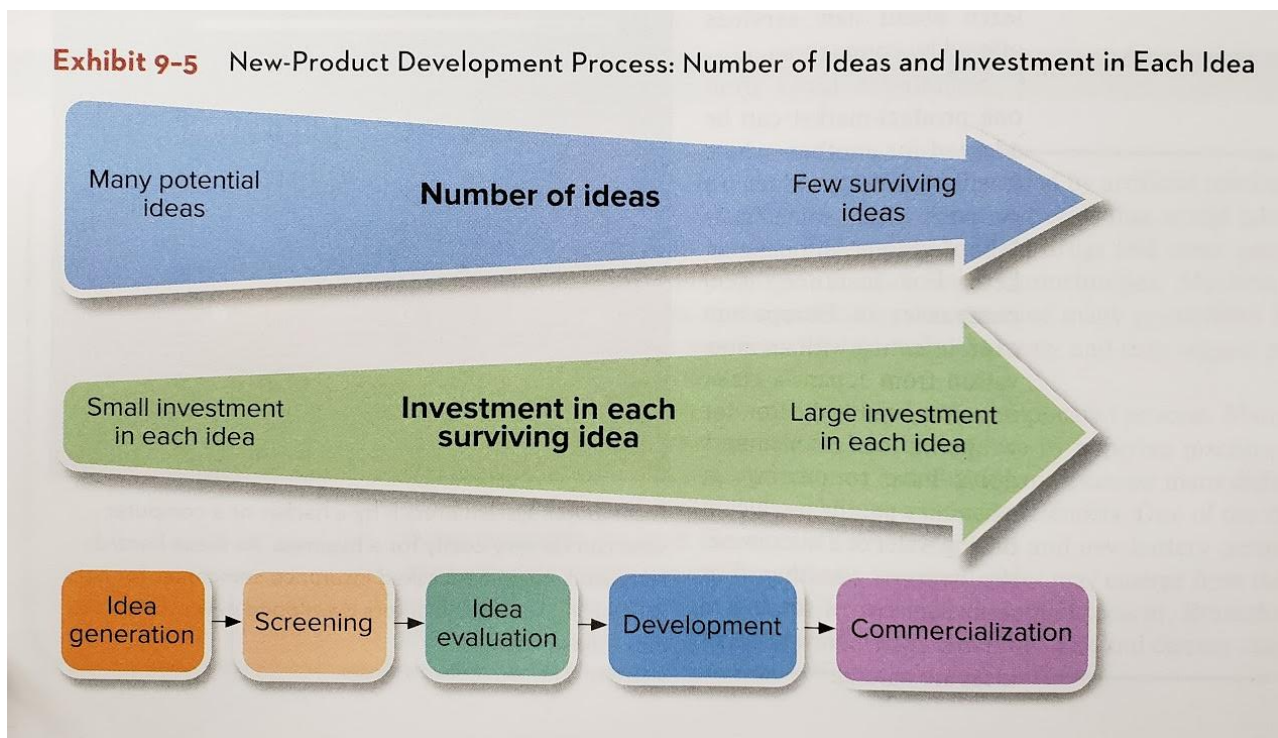 Exhibit 9-5 New-Product Development Process: Number of Ideas and Investment in Each Idea
Many potential
ideas
Number of ideas
Few surviving
ideas
Small investment
in each idea
Investment in each
surviving idea
Large investment
in each idea
Idea
generation
Screening
Idea
evaluation
Development
Commercialization